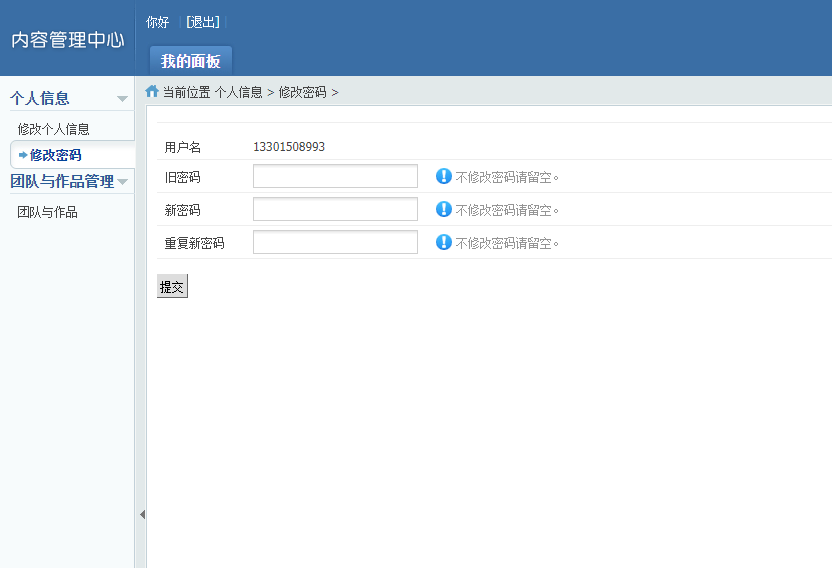 你好 | [退出] |
内容管理中心
我的面板
当前位置 个人信息 > 修改密码 >
个人信息
修改个人信息
修改密码
团队与作品管理
团队与作品
用户名 13301508993
旧密码 不修改密码请留空。
新密码 不修改密码请留空。
重复新密码 不修改密码请留空。
提交